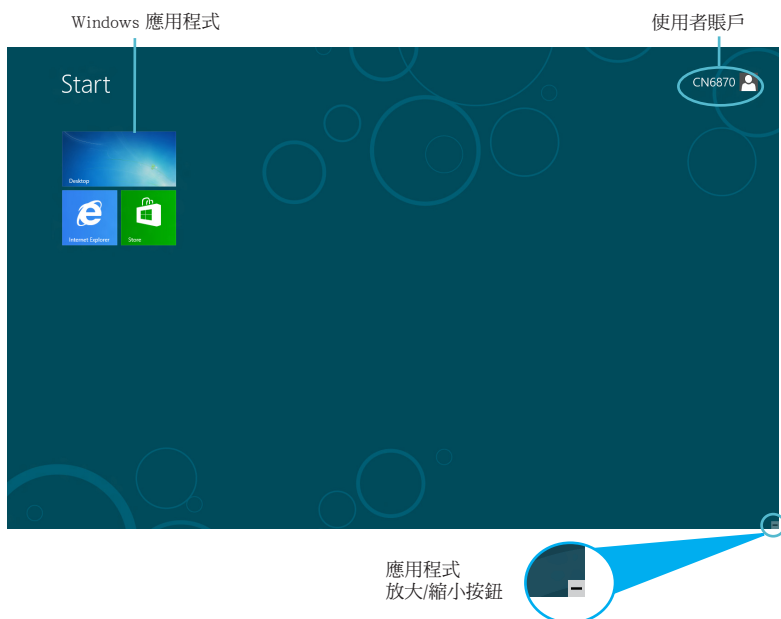 Windows 應用程式
使用者賬戶
Start
CN6870
Desktop
Internet Explorer
Store
應用程式
放大/縮小按鈕